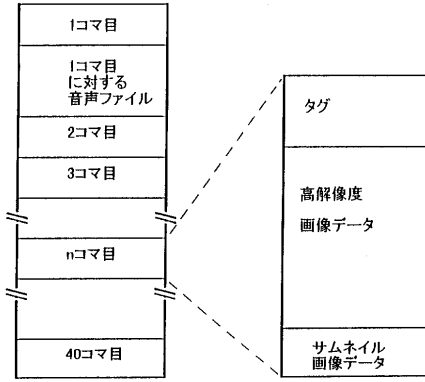 1コマ目
1コマ目
に対する
音声ファイル
2コマ目
3コマ目
nコマ目
40コマ目
タグ
高解像度
画像データ
サムネイル
画像データ